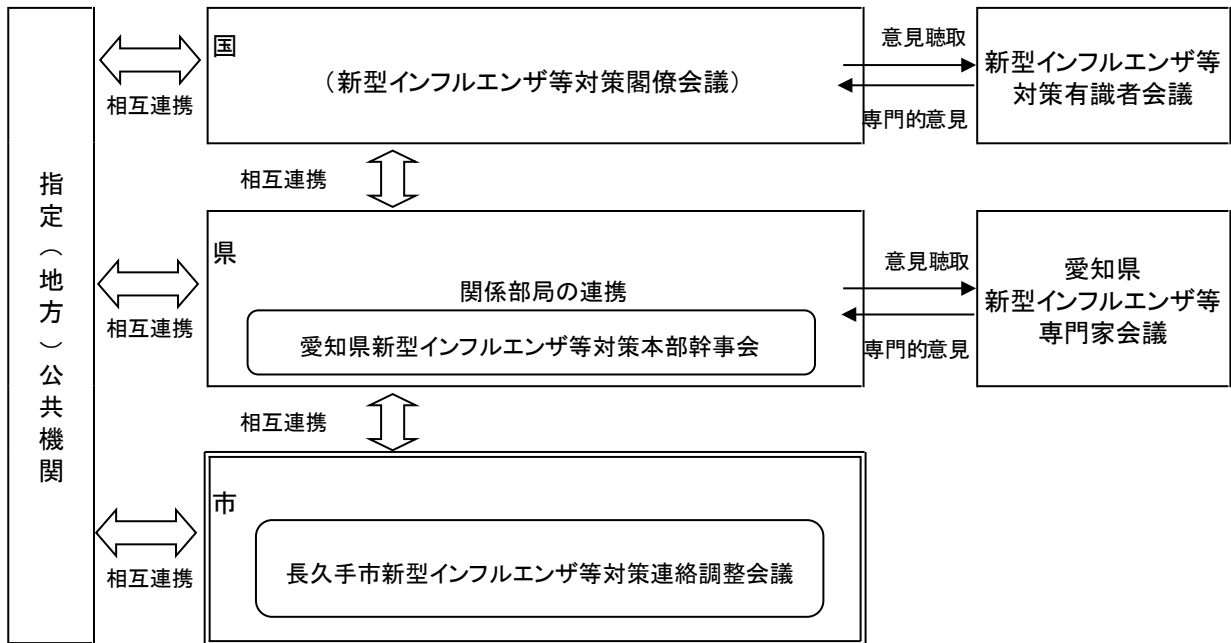 指定（地方）公共機関
国
（新型インフルエンザ等対策閣僚会議）
相互連携
意見聴取
専門的意見
新型インフルエンザ等
対策有識者会議
相互連携
県
関係部局の連携
愛知県新型インフルエンザ等対策本部幹事会
相互連携
意見聴取
専門的意見
愛知県
新型インフルエンザ等
専門家会議
相互連携
市
長久手市新型インフルエンザ等対策連絡調整会議
相互連携